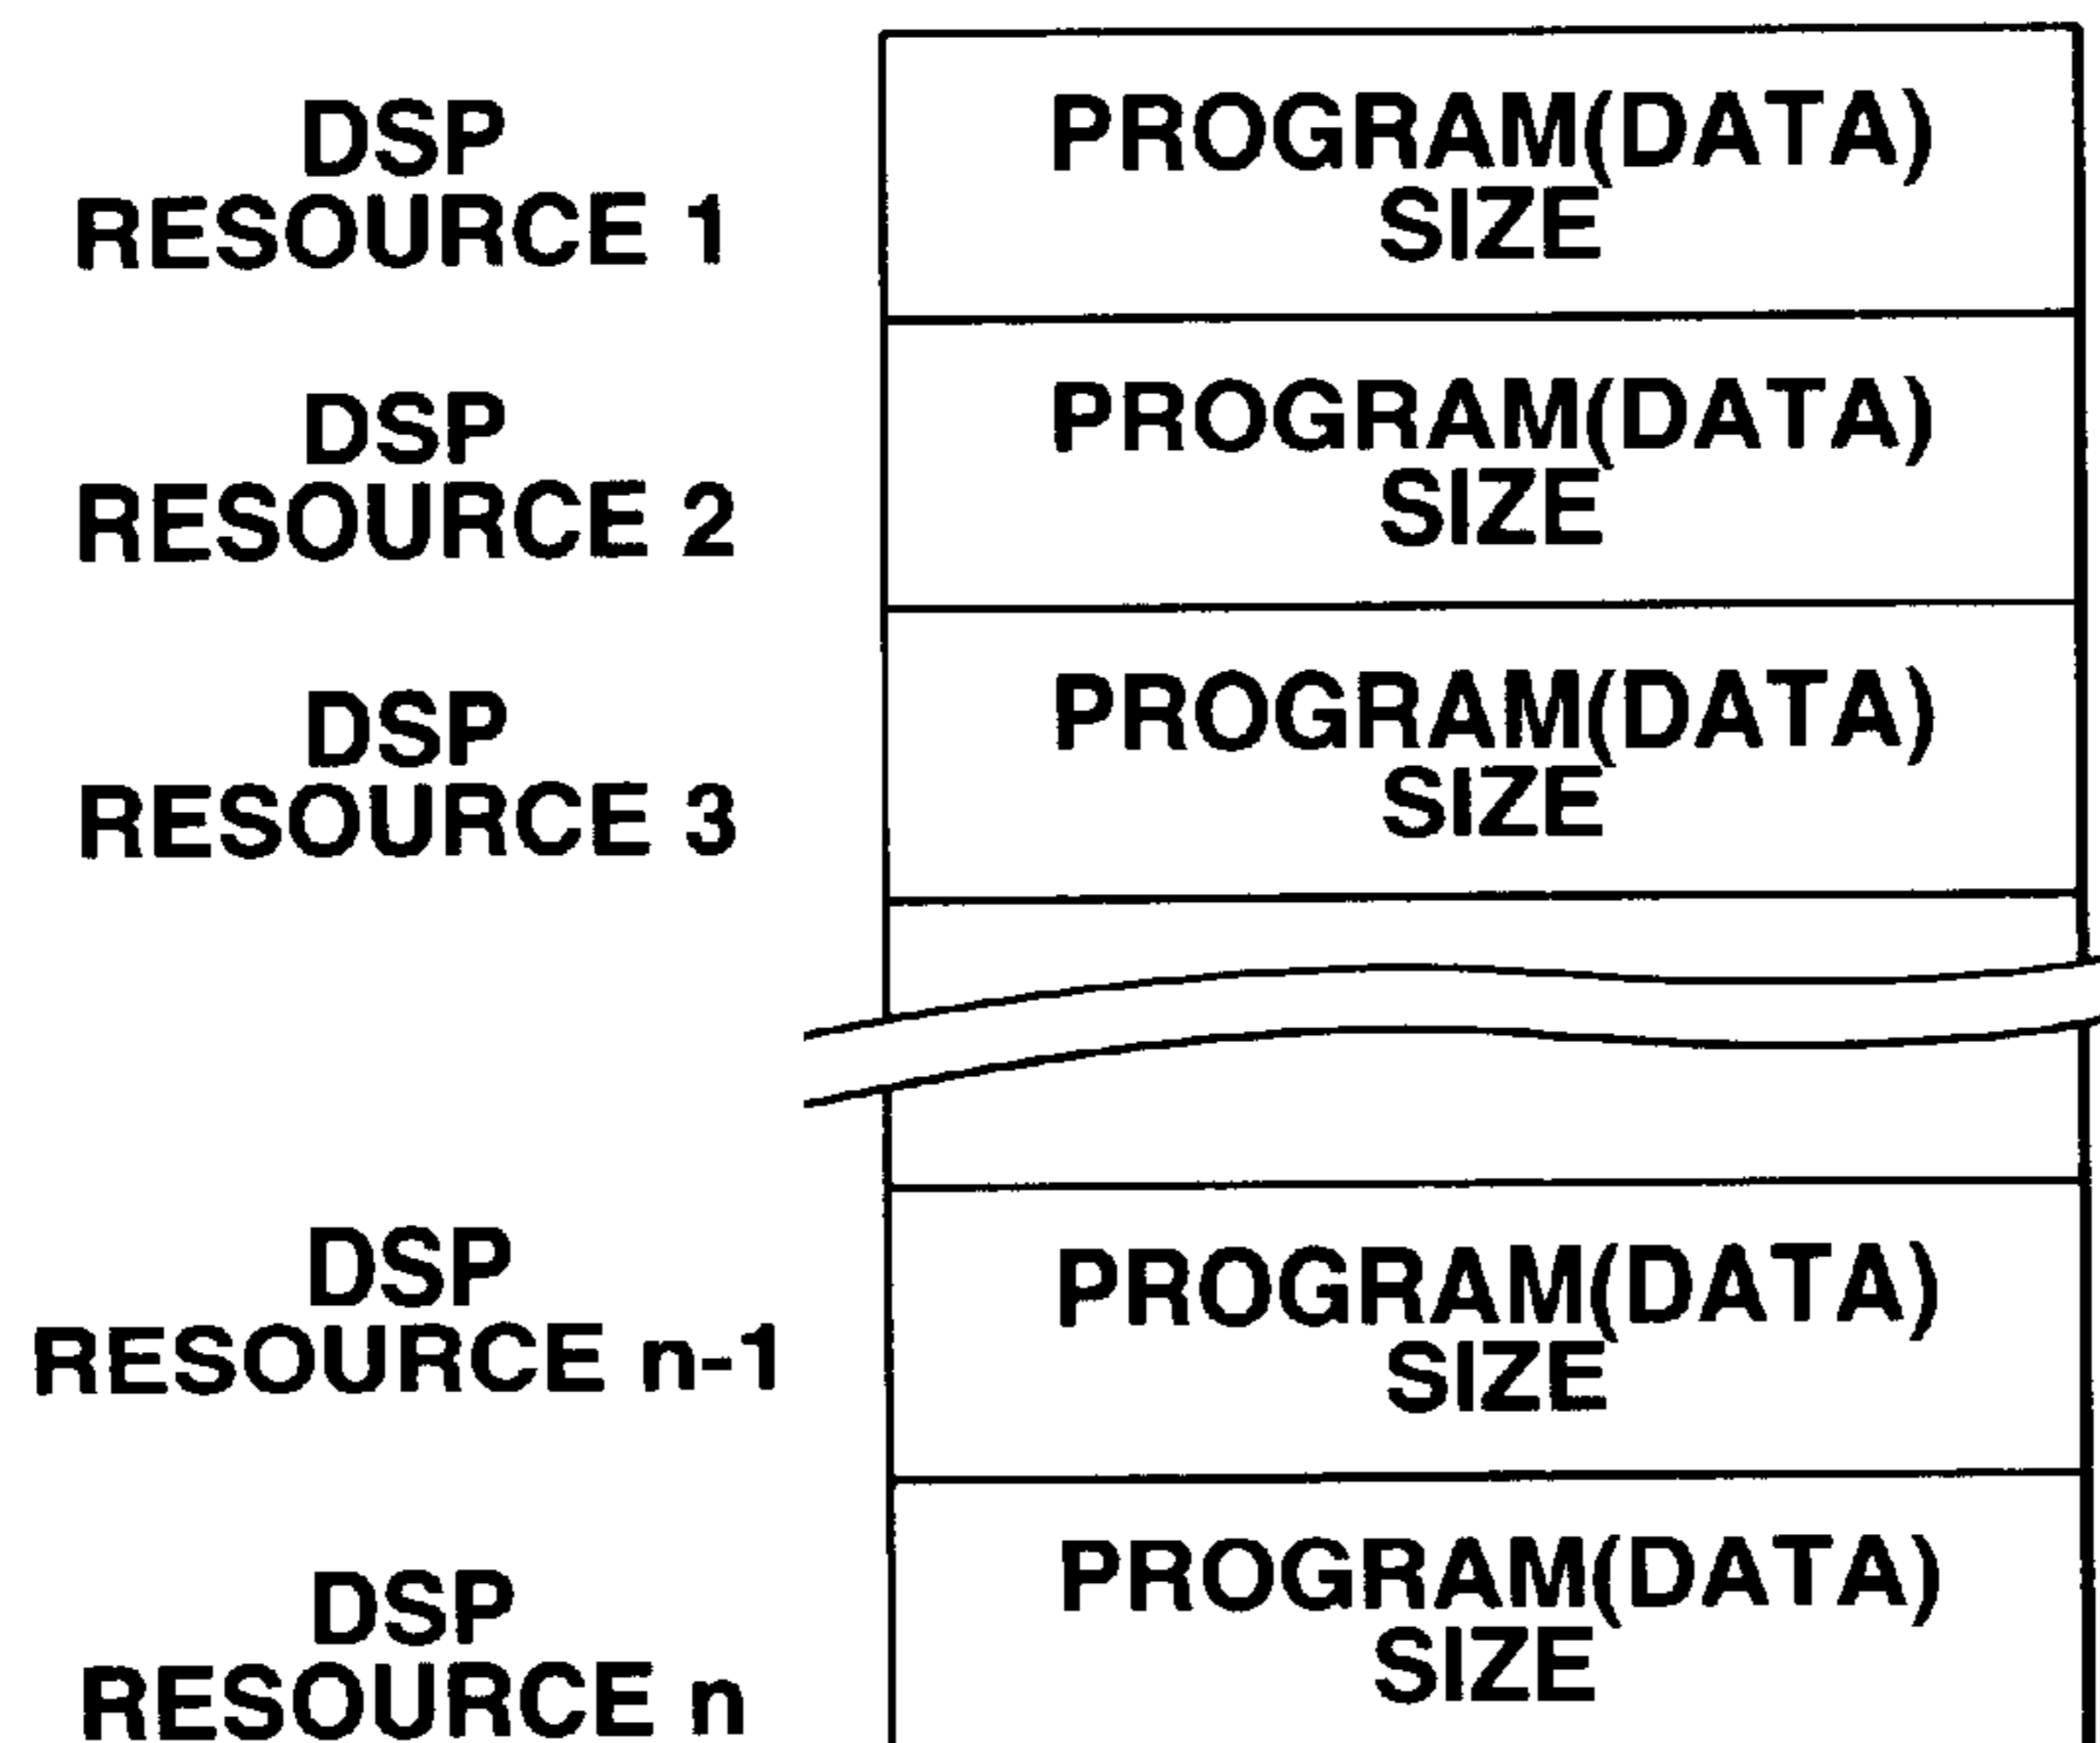 DSP
RESOURCE 1
PROGRAM(DATA)
SIZE
DSP
RESOURCE 2
PROGRAM(DATA)
SIZE
DSP
RESOURCE 3
PROGRAM(DATA)
SIZE
DSP
RESOURCE n-1
PROGRAM(DATA)
SIZE
DSP
RESOURCE n
PROGRAM(DATA)
SIZE